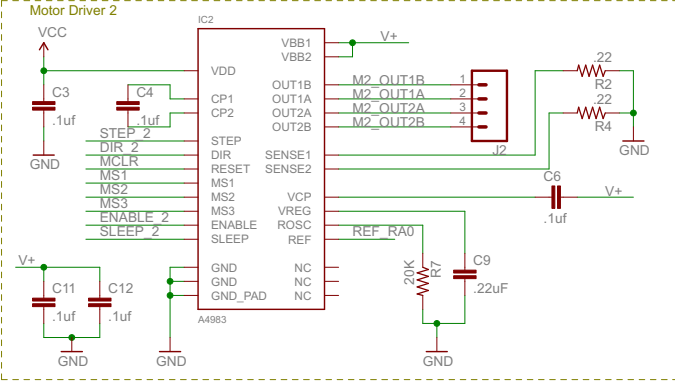 Motor Driver 2
IC2
VCC
VBB1
V+
VBB2
VDD
OUT1B
M2_OUT1B
1
C3
C4
CP1
OUT1A
M2_OUT1A
2
CP2
OUT2A
M2_OUT2A
3
.1uf
.1uf
OUT2B
M2_OUT2B
4
J2
.22
R2
.22
R4
GND
STEP_2
STEP
DIR_2
DIR
SENSE1
MCLR
RESET
SENSE2
GND
MS1
MS1
MS2
MS2
VCP
C6
V+
.1uf
MS3
MS3
VREG
ENABLE_2
ENABLE
ROSC
SLEEP_2
SLEEP
REF
REF_RA0
V+
GND
NC
GND
NC
GND_PAD
NC
20K
R7
C9
.22uF
C11
C12
.1uf
.1uf
A4983
GND
GND
GND